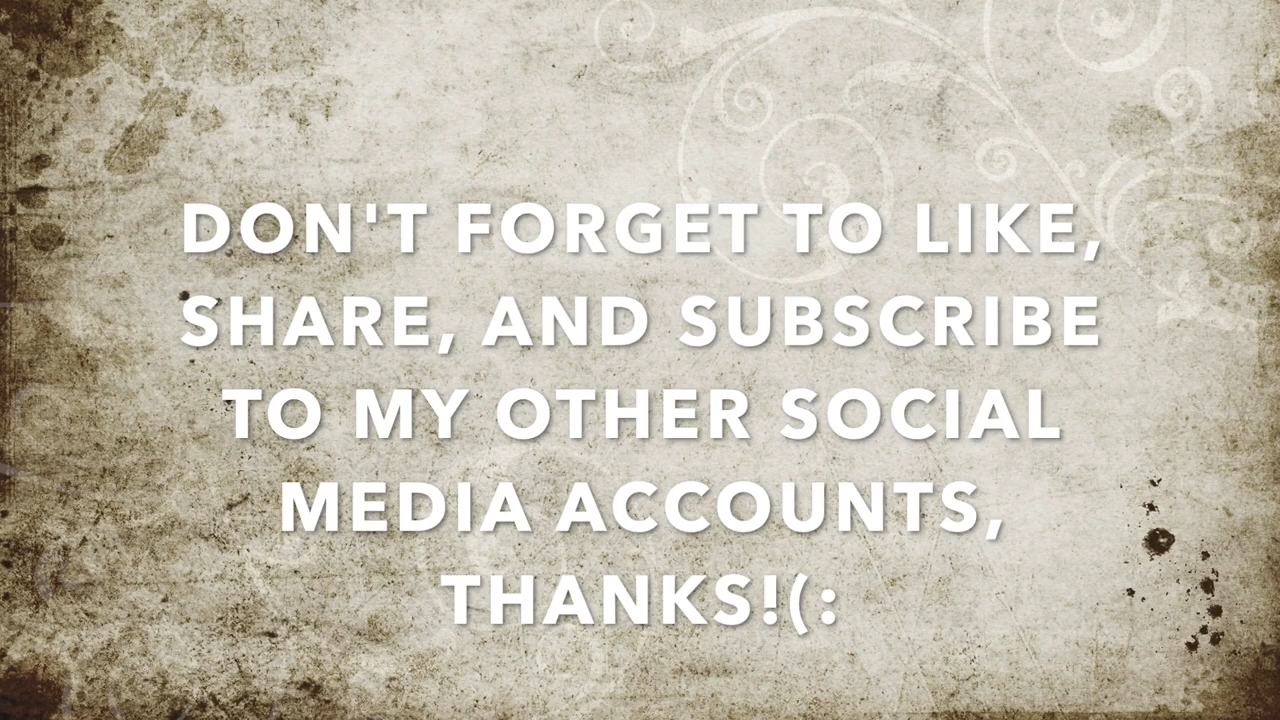 DON'T FORGET TO LIKE,
SHARE, AND SUBSCRIBE
TO MY OTHER SOCIAL
MEDIA ACCOUNTS,
THANKS!(: